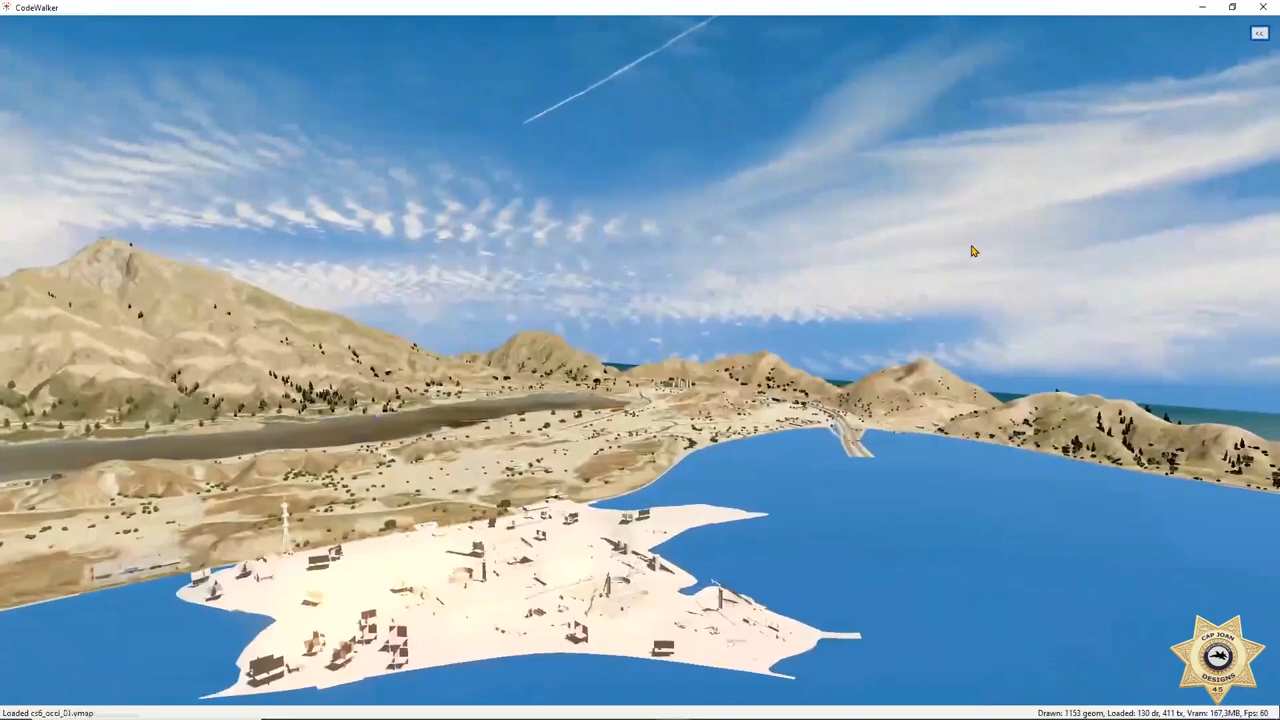 CodeWalker
<<
CAP JOAN
DESIGNS
45
Loaded cs6_occl_01.ymap
Drawn: 1153 geom, Loaded: 130 dr, 411 tx, Vram: 167,3MB, Fps: 60